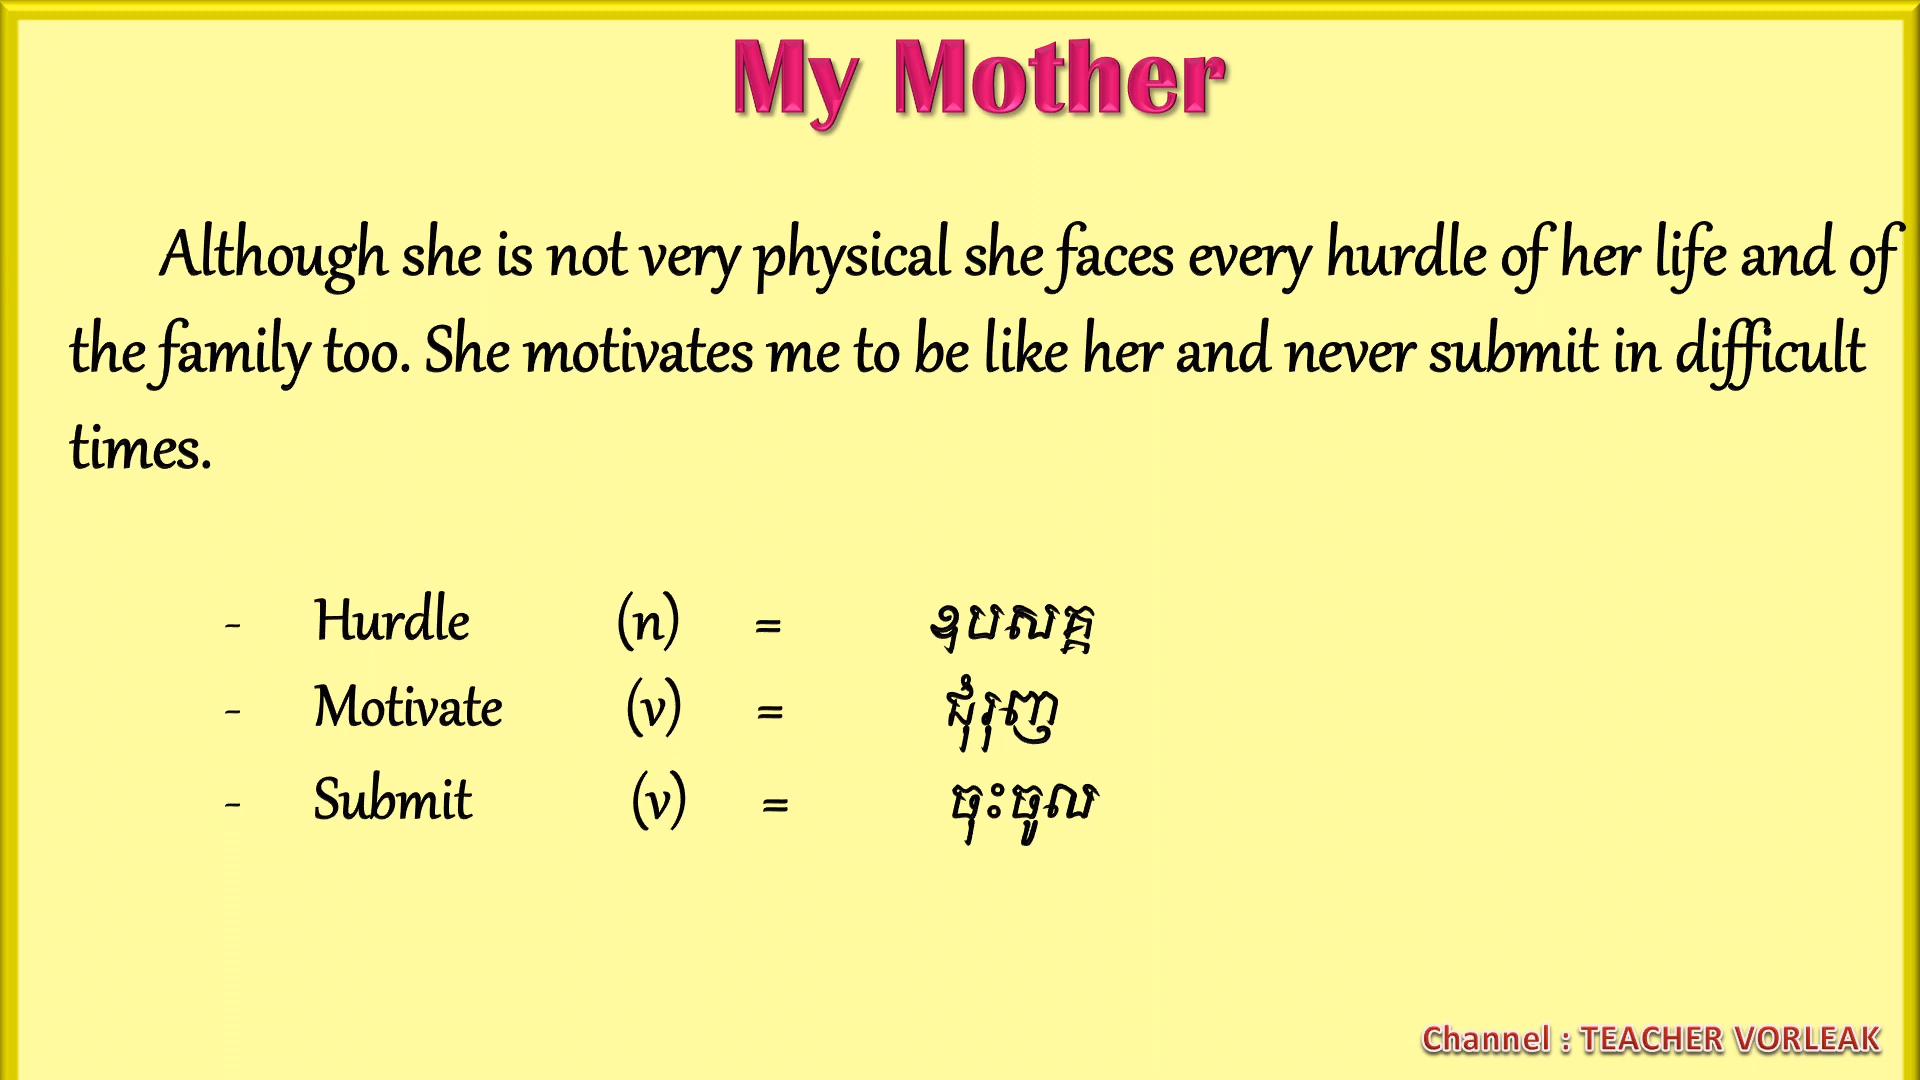 My Mother
Although she is not very physical she faces every hurdle of her life and of
the family too. She motivates me to be like her and never submit in difficult
times.
- Hurdle (n) = ឧបសគ្គ
- Motivate (v) = ជុំរុញ
- Submit (v) = ចុះចូល
Channel : TEACHER VORLEAK